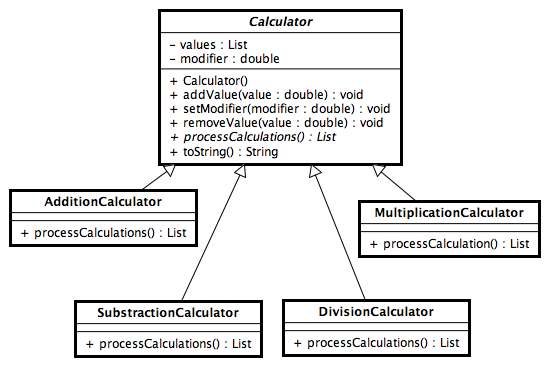 Calculator
- values : List
- modifier : double
+ Calculator()
+ addValue(value : double) : void
+ setModifier(modifier : double) : void
+ removeValue(value : double) : void
+ processCalculations() : List
+ toString() : String
AdditionCalculator
+ processCalculations() : List
MultiplicationCalculator
+ processCalculation() : List
SubstractionCalculator
+ processCalculations() : List
DivisionCalculator
+ processCalculations() : List